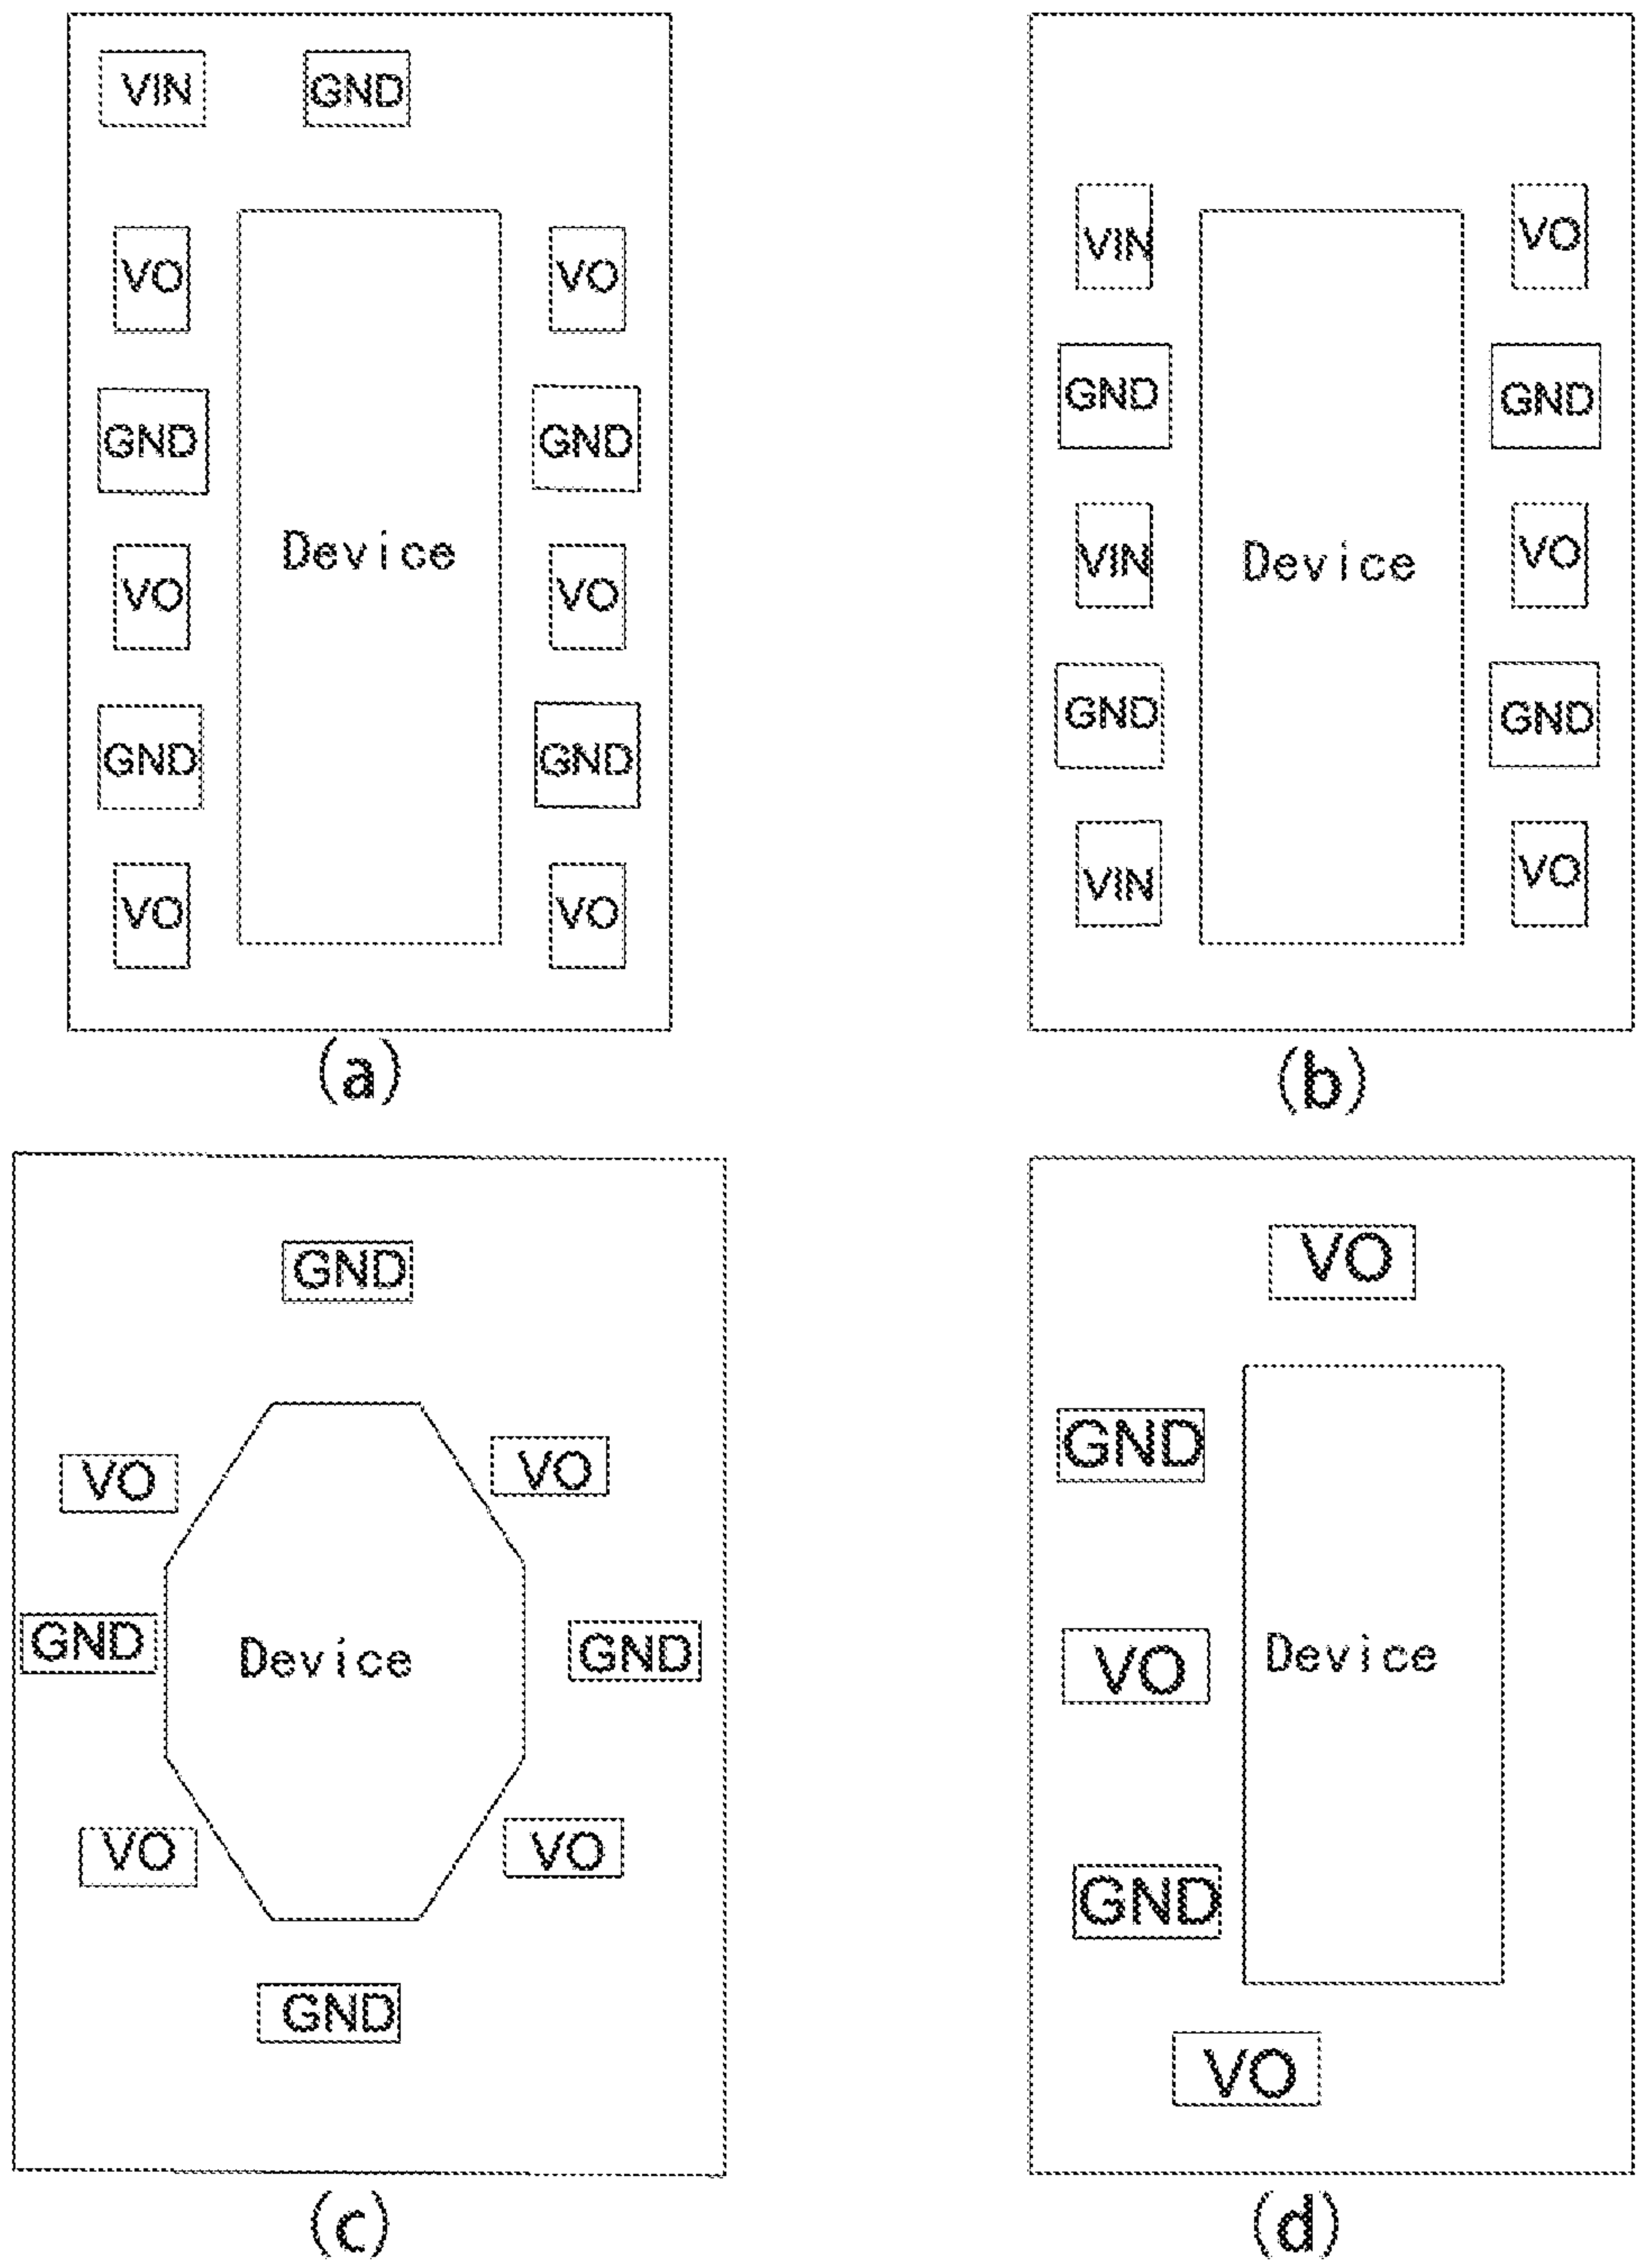 VIN GND
VO VO
GND GND
Device
VO VO
GND GND
VO VO
(a)
VIN VO
GND GND
Device
VIN VO
GND GND
VIN VO
(b)
GND
VO VO
GND Device GND
VO VO
GND
(c)
VO
GND
VO Device
GND
VO
(d)